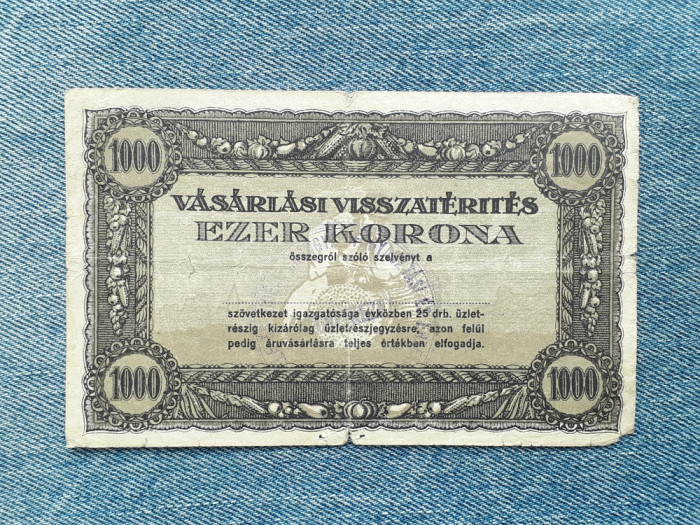 1000 1000
VÁSÁRLÁSI VISSZATÉRITÉS
EZER KORONA
összegről szóló szelvényt a
szövetkezet igazgatósága évközben 25 drb. üzlet-
részig kizárólag üzletrészjegyzésre, azon felül
pedig áruvásárlásra teljes értékben elfogadja.
1000 1000